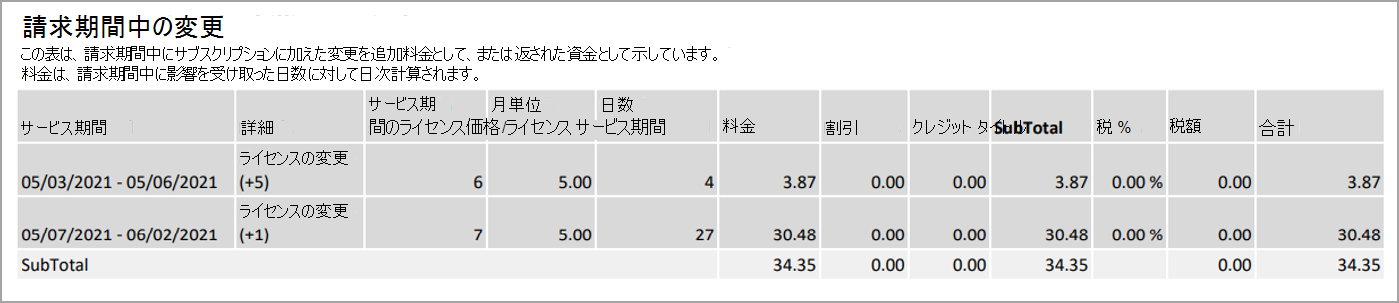 請求期間中の変更
この表は、請求期間中にサブスクリプションに加えた変更を追加料金として、または返された資金として示しています。
料金は、請求期間中に影響を受け取った日数に対して日次計算されます。
サービス期 月単位 日数
サービス期間 詳細 間のライセンス価格/ライセンス サービス期間 料金 割引 クレジット タイ SubTotal 税 % 税額 合計
ライセンスの変更
05/03/2021 - 05/06/2021 (+5) 6 5.00 4 3.87 0.00 0.00 3.87 0.00 % 0.00 3.87
ライセンスの変更
05/07/2021 - 06/02/2021 (+1) 7 5.00 27 30.48 0.00 0.00 30.48 0.00 % 0.00 30.48
SubTotal 34.35 0.00 0.00 34.35 0.00 34.35